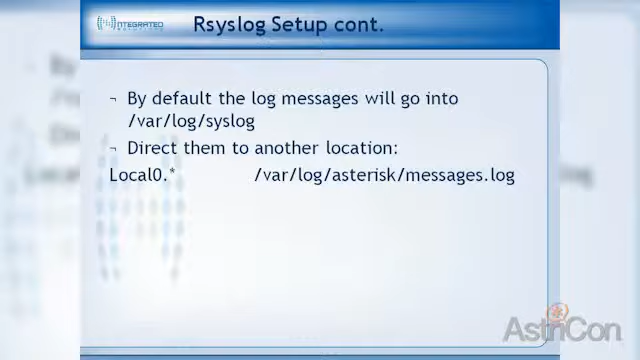 INTEGRATED
Rsyslog Setup cont.
¬ By default the log messages will go into
/var/log/syslog
¬ Direct them to another location:
Local0.* /var/log/asterisk/messages.log
AstriCon